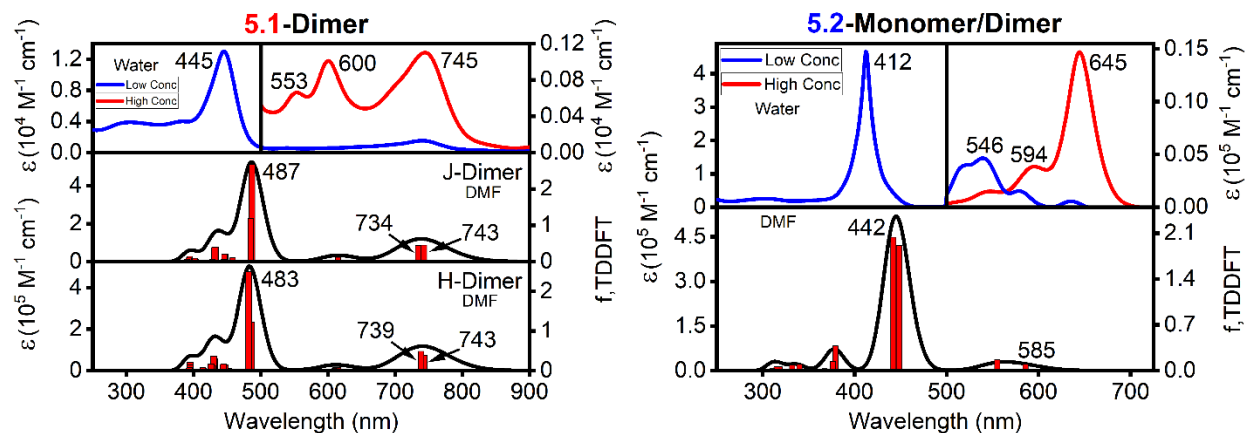 5.1-Dimer
ε (10⁴ M⁻¹ cm⁻¹)
1.2
0.8
0.4
0.0
Water
Low Conc
High Conc
445
553
600
745
0.12
0.08
0.04
0.00
ε (10⁴ M⁻¹ cm⁻¹)
ε (10⁵ M⁻¹ cm⁻¹)
4
2
0
487
J-Dimer
DMF
734
743
2
1
0
4
2
0
483
H-Dimer
DMF
739
743
2
1
0
f,TDDFT
300 400 500 600 700 800 900
Wavelength (nm)
5.2-Monomer/Dimer
ε (10⁵ M⁻¹ cm⁻¹)
4
3
2
1
0
Low Conc
High Conc
Water
412
546
594
645
0.15
0.10
0.05
0.00
ε (10⁵ M⁻¹ cm⁻¹)
ε (10⁵ M⁻¹ cm⁻¹)
4.5
3.0
1.5
0.0
DMF
442
585
2.1
1.4
0.7
0.0
f,TDDFT
300 400 500 600 700
Wavelength (nm)